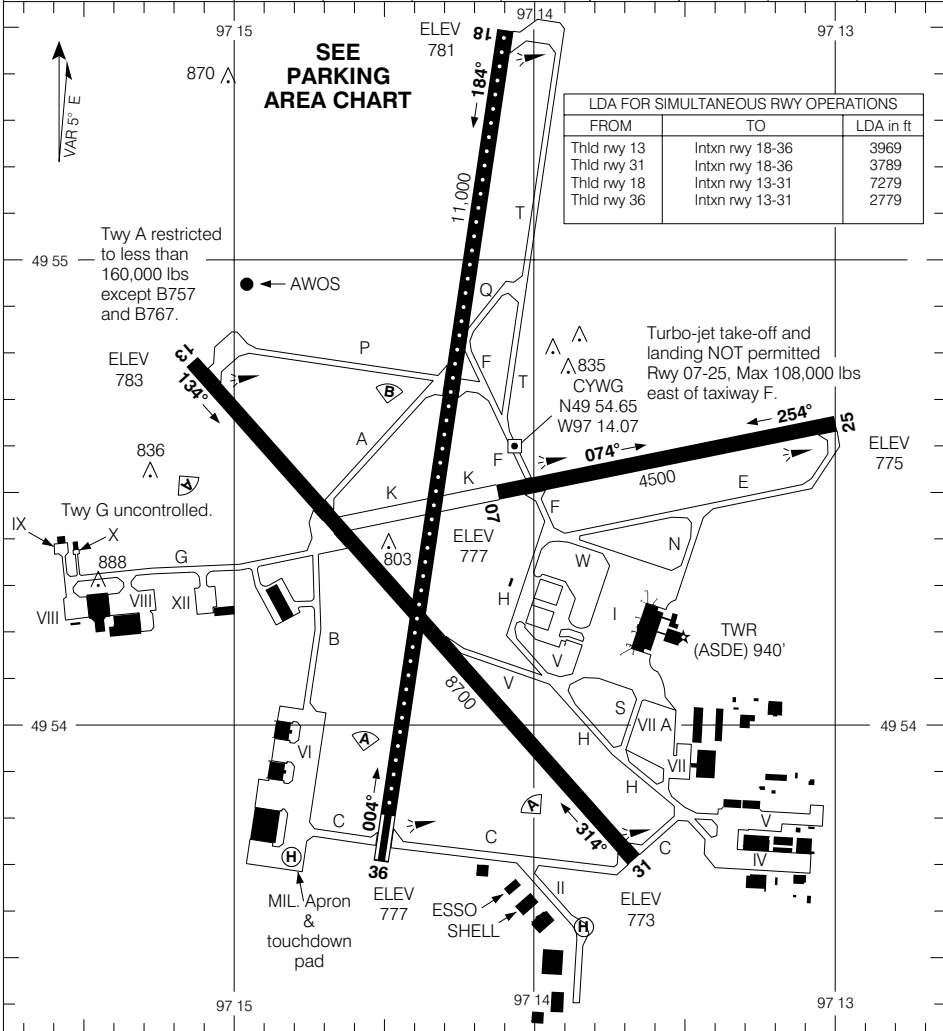 97 15
97 14
97 13
ELEV
781
18
SEE
PARKING
AREA CHART
870
VAR 5° E
184°
LDA FOR SIMULTANEOUS RWY OPERATIONS
FROM TO LDA in ft
Thld rwy 13 Intxn rwy 18-36 3969
Thld rwy 31 Intxn rwy 18-36 3789
Thld rwy 18 Intxn rwy 13-31 7279
Thld rwy 36 Intxn rwy 13-31 2779
11,000
T
Twy A restricted
to less than
160,000 lbs
except B757
and B767.
49 55
49 55
AWOS
Q
Turbo-jet take-off and
landing NOT permitted
Rwy 07-25, Max 108,000 lbs
east of taxiway F.
13
ELEV
783
P
F
T
835
CYWG
N49 54.65
W97 14.07
134°
B
A
254°
25
ELEV
775
836
A
F
074°
4500
K
K
E
07
F
Twy G uncontrolled.
IX
X
G
803
ELEV
777
N
888
W
H
I
VIII
VIII
XII
TWR
(ASDE) 940'
B
V
V
8700
S
VII A
49 54
49 54
H
VI
A
VII
H
004°
A
V
C
C
314°
C
IV
31
H
36
ELEV
777
II
ELEV
773
MIL. Apron
&
touchdown
pad
ESSO
SHELL
H
97 15
97 14
97 13